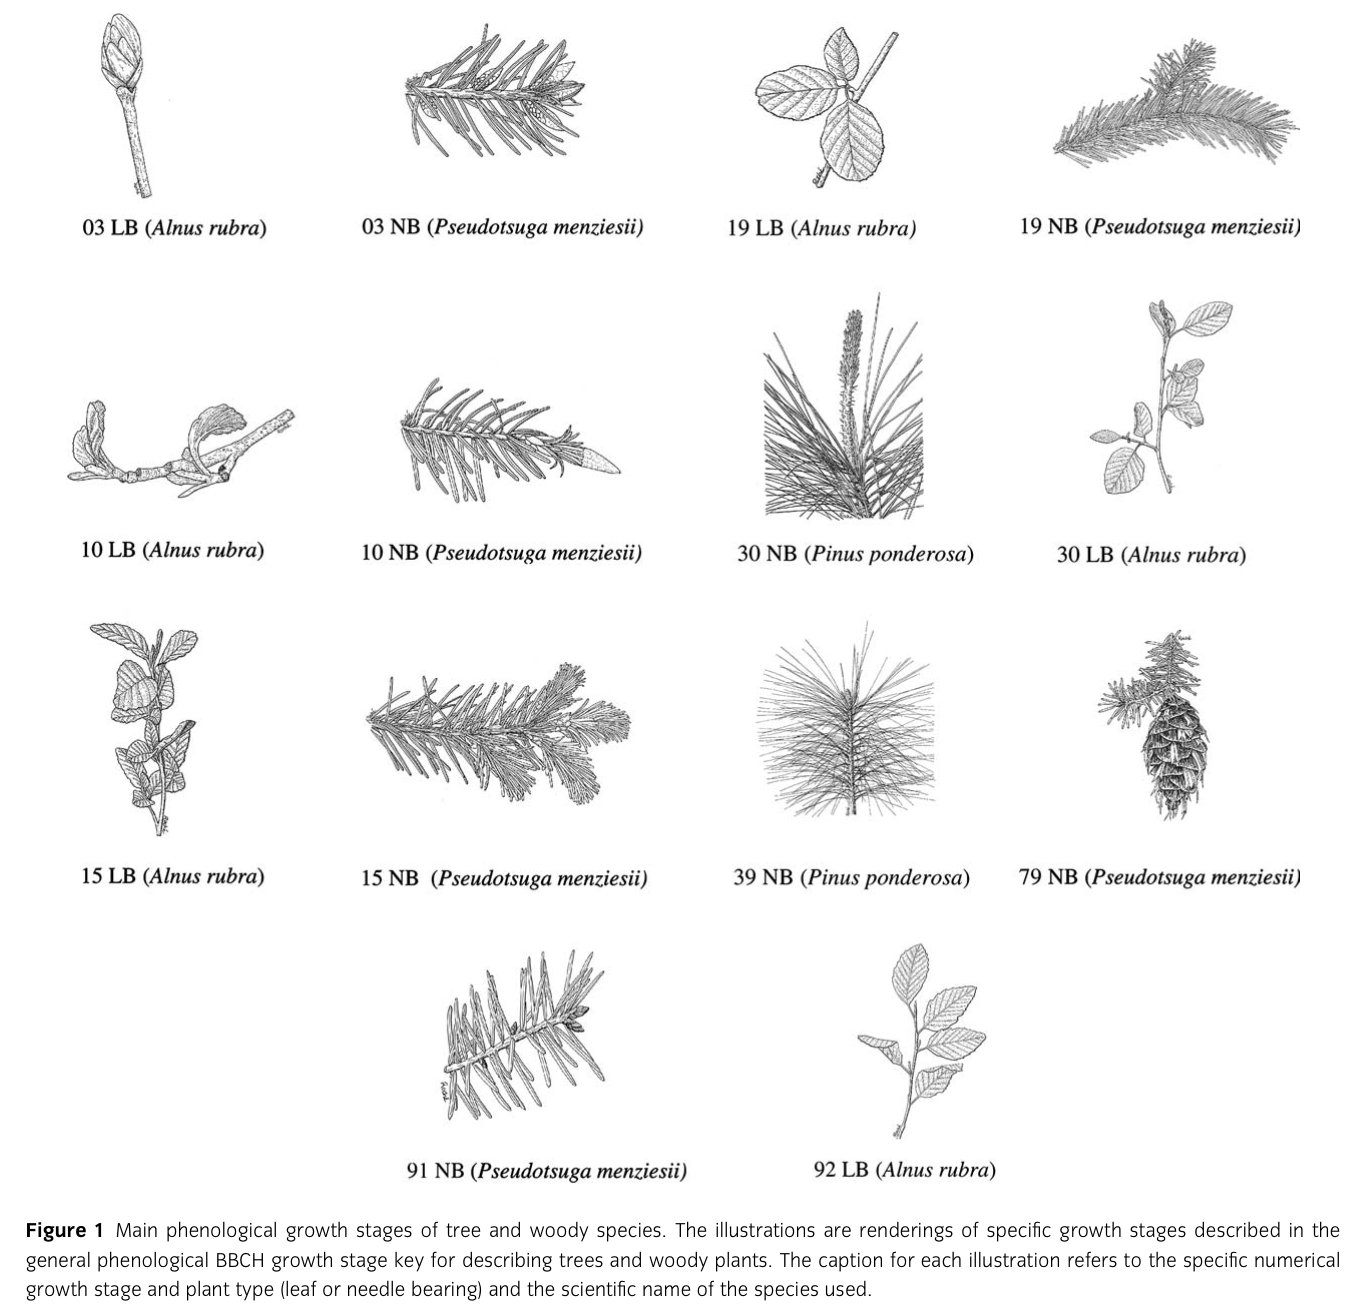 03 LB (Alnus rubra)
03 NB (Pseudotsuga menziesii)
19 LB (Alnus rubra)
19 NB (Pseudotsuga menziesii)
10 LB (Alnus rubra)
10 NB (Pseudotsuga menziesii)
30 NB (Pinus ponderosa)
30 LB (Alnus rubra)
15 LB (Alnus rubra)
15 NB (Pseudotsuga menziesii)
39 NB (Pinus ponderosa)
79 NB (Pseudotsuga menziesii)
91 NB (Pseudotsuga menziesii)
92 LB (Alnus rubra)
Figure 1 Main phenological growth stages of tree and woody species. The illustrations are renderings of specific growth stages described in the
general phenological BBCH growth stage key for describing trees and woody plants. The caption for each illustration refers to the specific numerical
growth stage and plant type (leaf or needle bearing) and the scientific name of the species used.